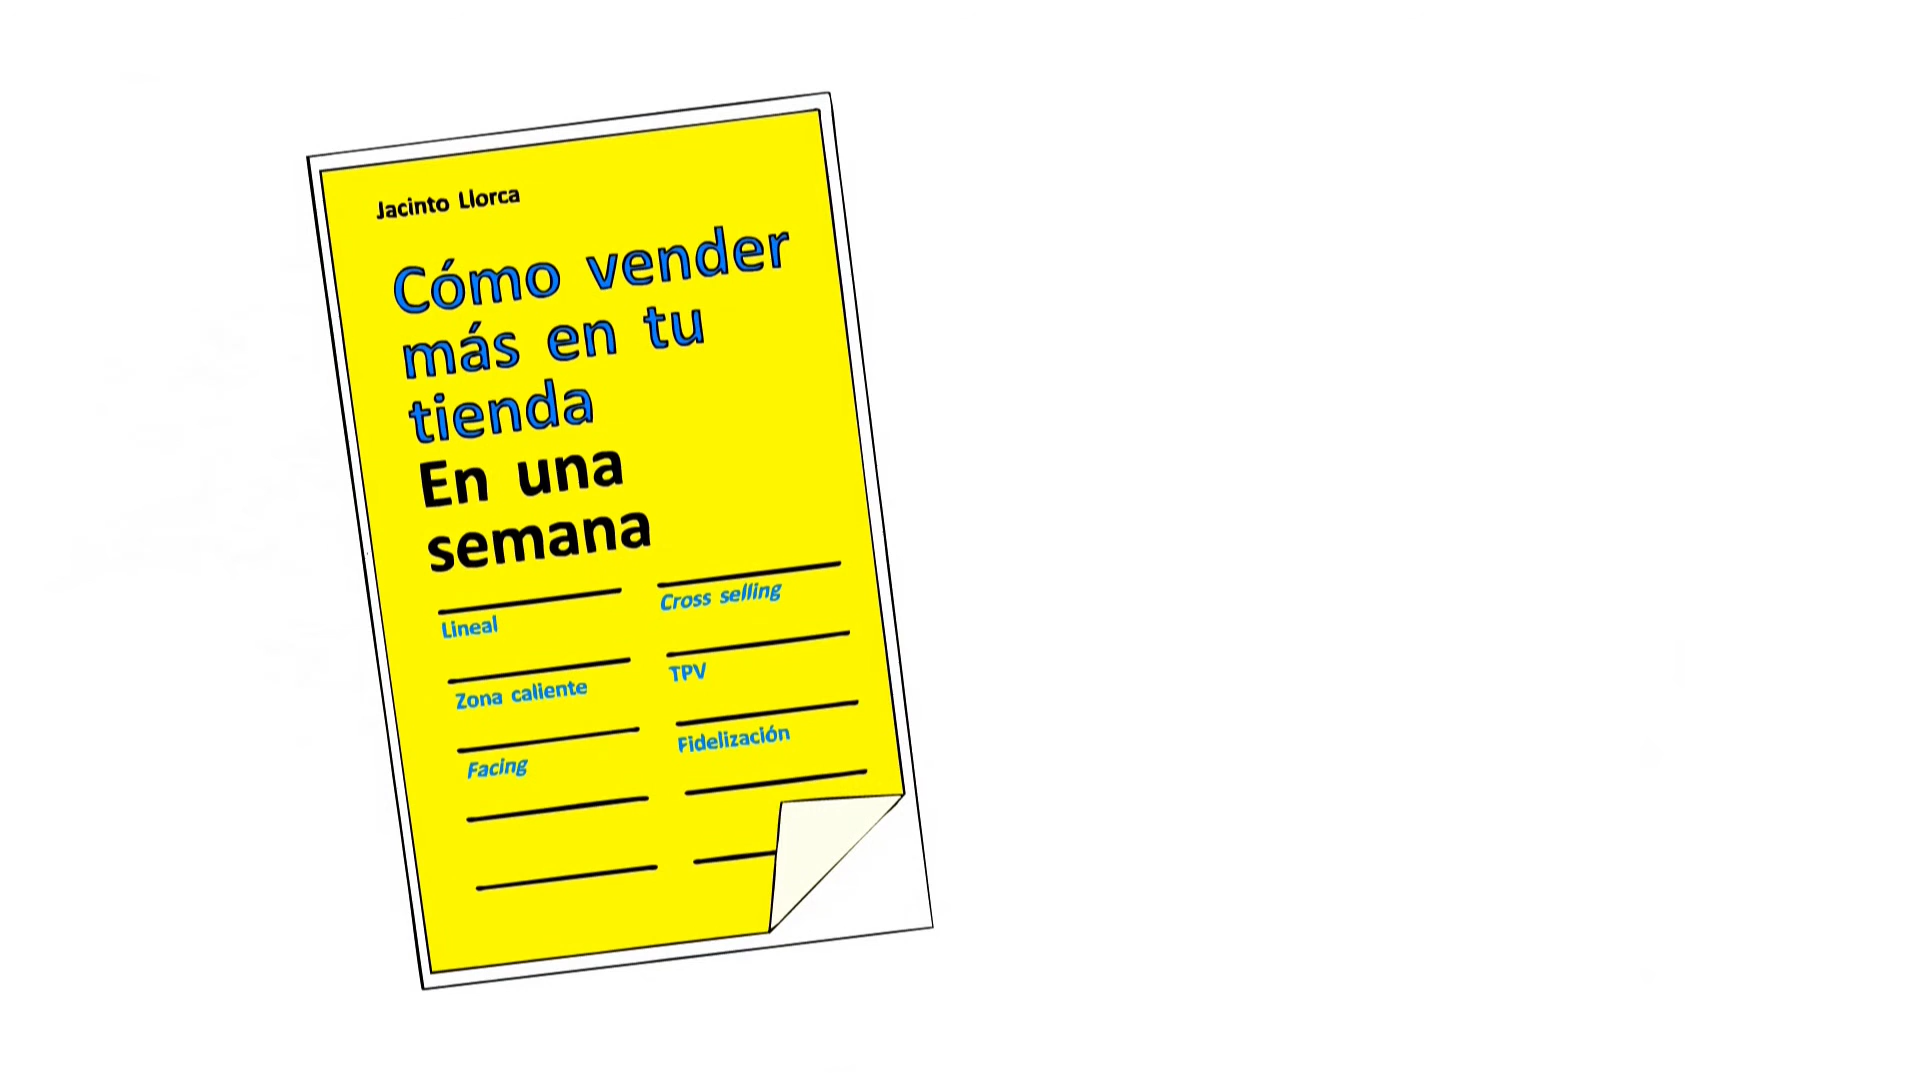 Jacinto Llorca
Cómo vender
más en tu
tienda
En una
semana
Lineal
Zona caliente
Facing
Cross selling
TPV
Fidelización